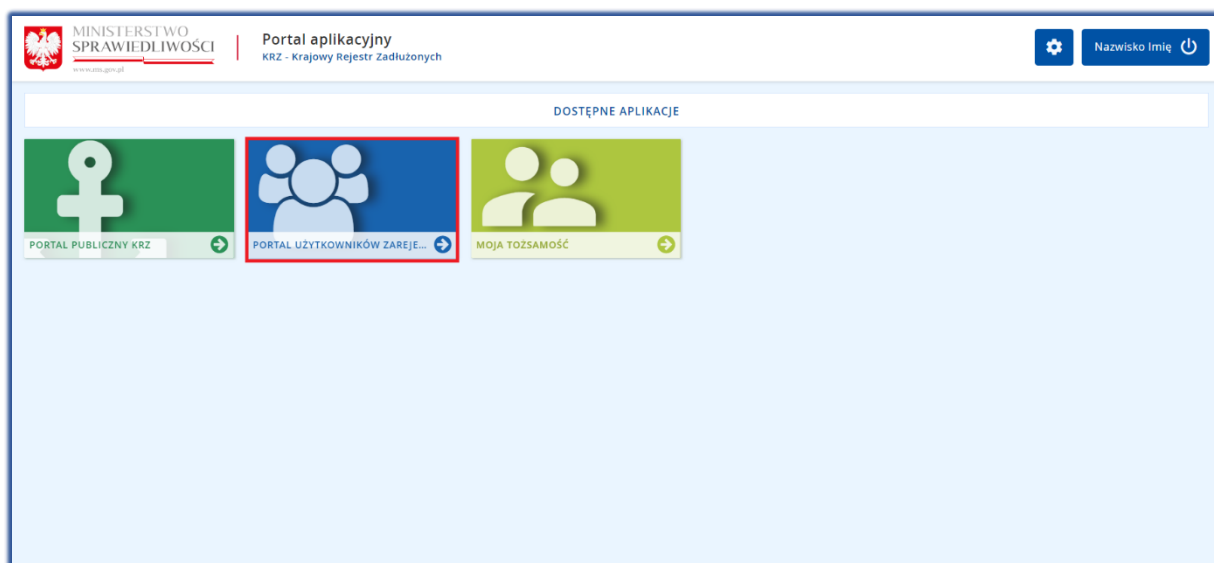 MINISTERSTWO
SPRAWIEDLIWOŚCI
www.ms.gov.pl
Portal aplikacyjny
KRZ - Krajowy Rejestr Zadłużonych
Nazwisko Imię
DOSTĘPNE APLIKACJE
PORTAL PUBLICZNY KRZ
PORTAL UŻYTKOWNIKÓW ZAREJE...
MOJA TOŻSAMOŚĆ